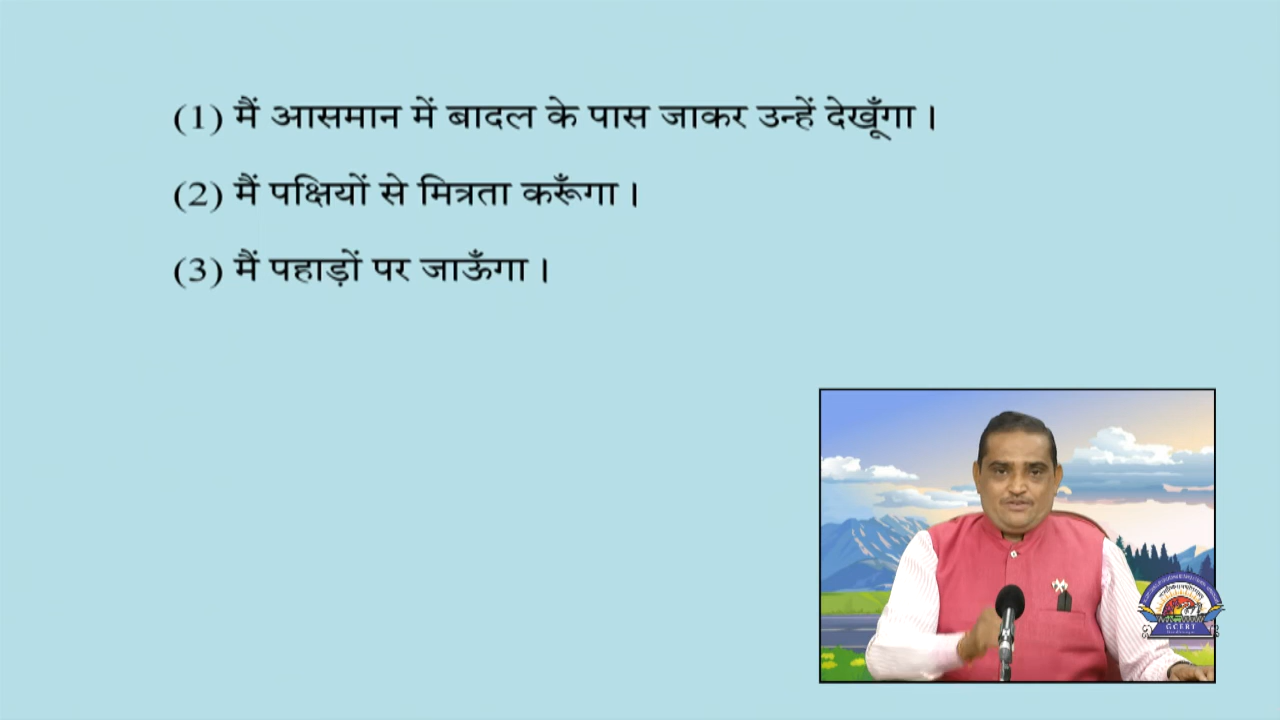 (1) मैं आसमान में बादल के पास जाकर उन्हें देखूँगा ।
(2) मैं पक्षियों से मित्रता करूँगा ।
(3) मैं पहाड़ों पर जाऊँगा ।
GCERT